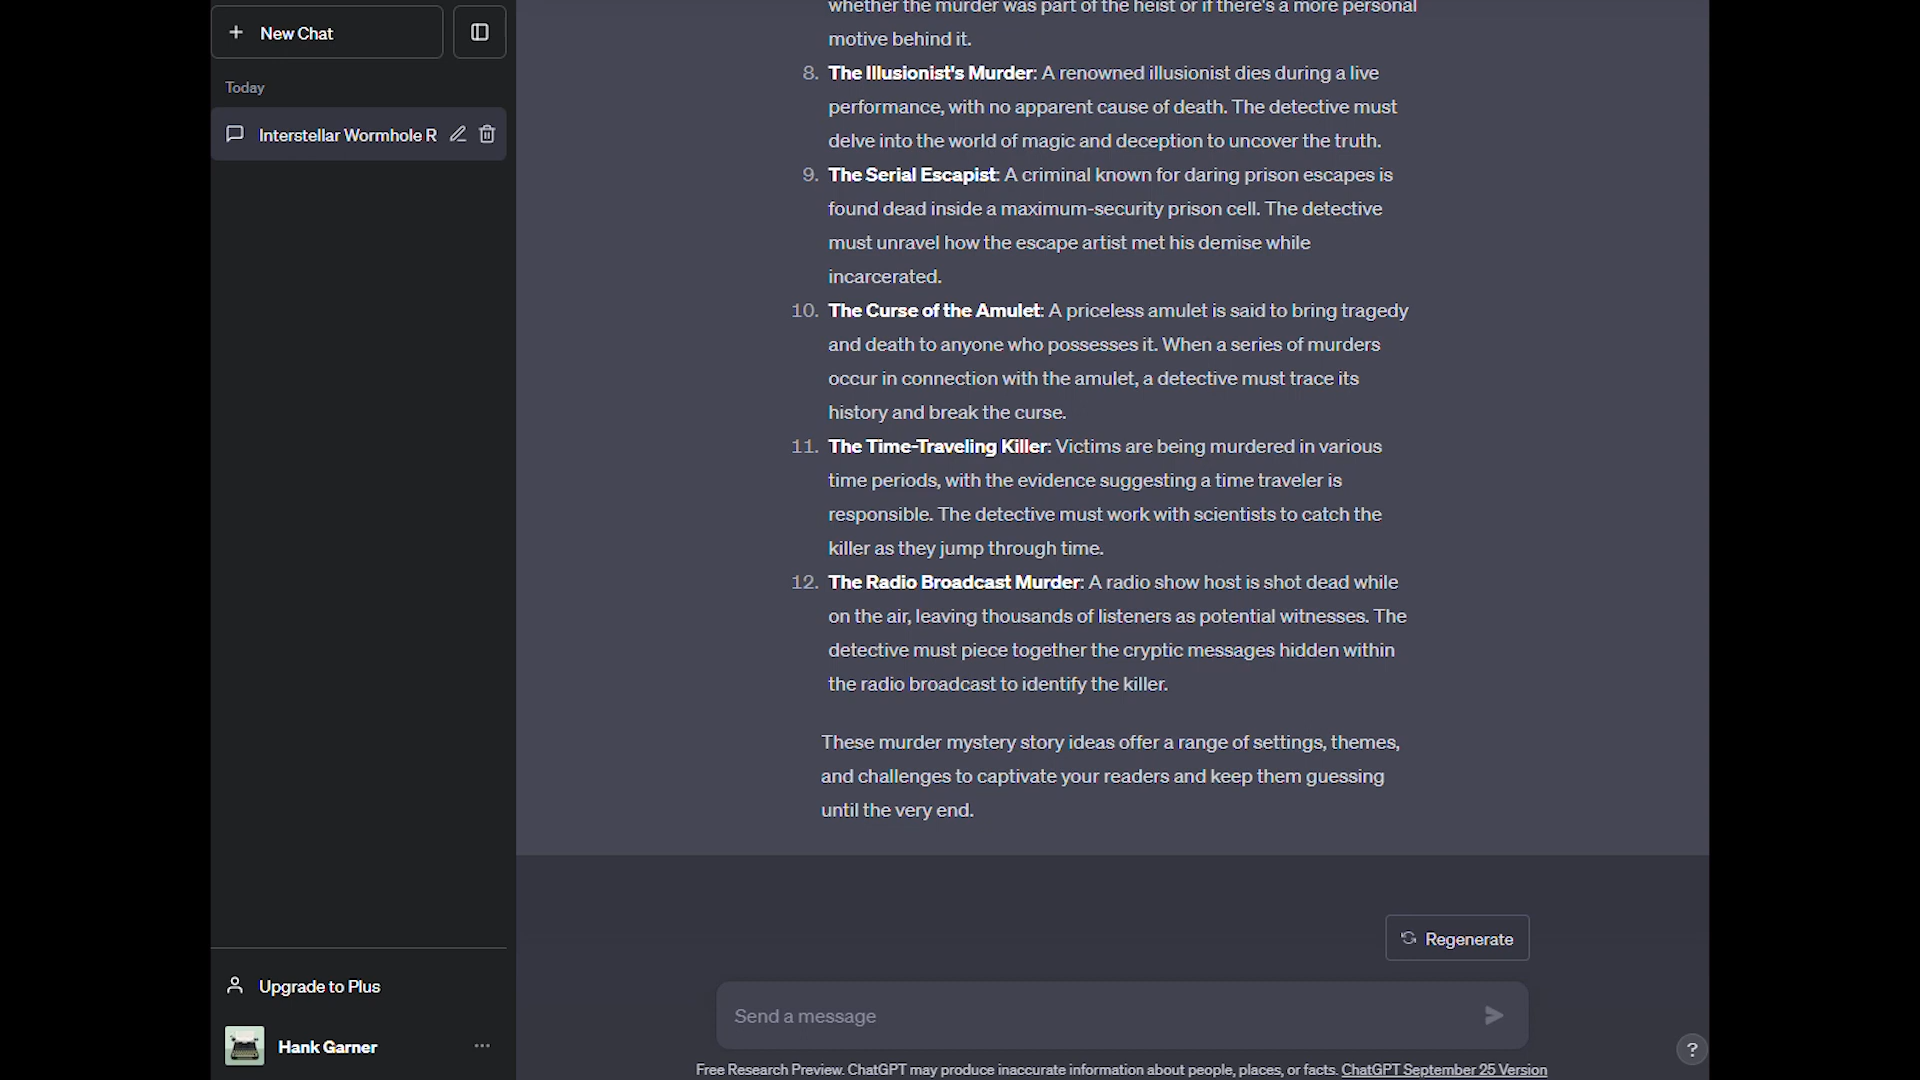 New Chat
Today
Interstellar Wormhole R
Upgrade to Plus
Hank Garner
whether the murder was part of the heist or if there's a more personal
motive behind it.
8. The Illusionist's Murder: A renowned illusionist dies during a live
performance, with no apparent cause of death. The detective must
delve into the world of magic and deception to uncover the truth.
9. The Serial Escapist: A criminal known for daring prison escapes is
found dead inside a maximum-security prison cell. The detective
must unravel how the escape artist met his demise while
incarcerated.
10. The Curse of the Amulet: A priceless amulet is said to bring tragedy
and death to anyone who possesses it. When a series of murders
occur in connection with the amulet, a detective must trace its
history and break the curse.
11. The Time-Traveling Killer: Victims are being murdered in various
time periods, with the evidence suggesting a time traveler is
responsible. The detective must work with scientists to catch the
killer as they jump through time.
12. The Radio Broadcast Murder: A radio show host is shot dead while
on the air, leaving thousands of listeners as potential witnesses. The
detective must piece together the cryptic messages hidden within
the radio broadcast to identify the killer.
These murder mystery story ideas offer a range of settings, themes,
and challenges to captivate your readers and keep them guessing
until the very end.
Regenerate
Send a message
?
Free Research Preview. ChatGPT may produce inaccurate information about people, places, or facts. ChatGPT September 25 Version